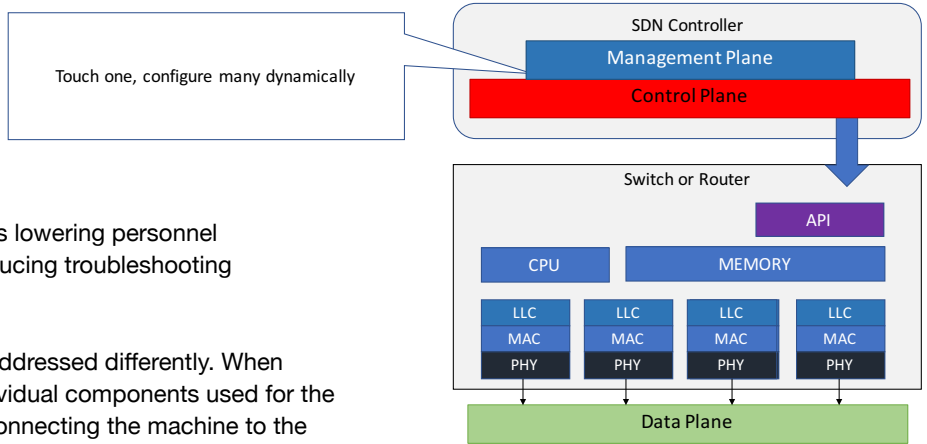 SDN Controller
Management Plane
Touch one, configure many dynamically
Control Plane
Switch or Router
API
CPU
MEMORY
LLC
LLC
LLC
LLC
MAC
MAC
MAC
MAC
PHY
PHY
PHY
PHY
Data Plane
s lowering personnel
ucing troubleshooting
ddressed differently. When
vidual components used for the
onnecting the machine to the